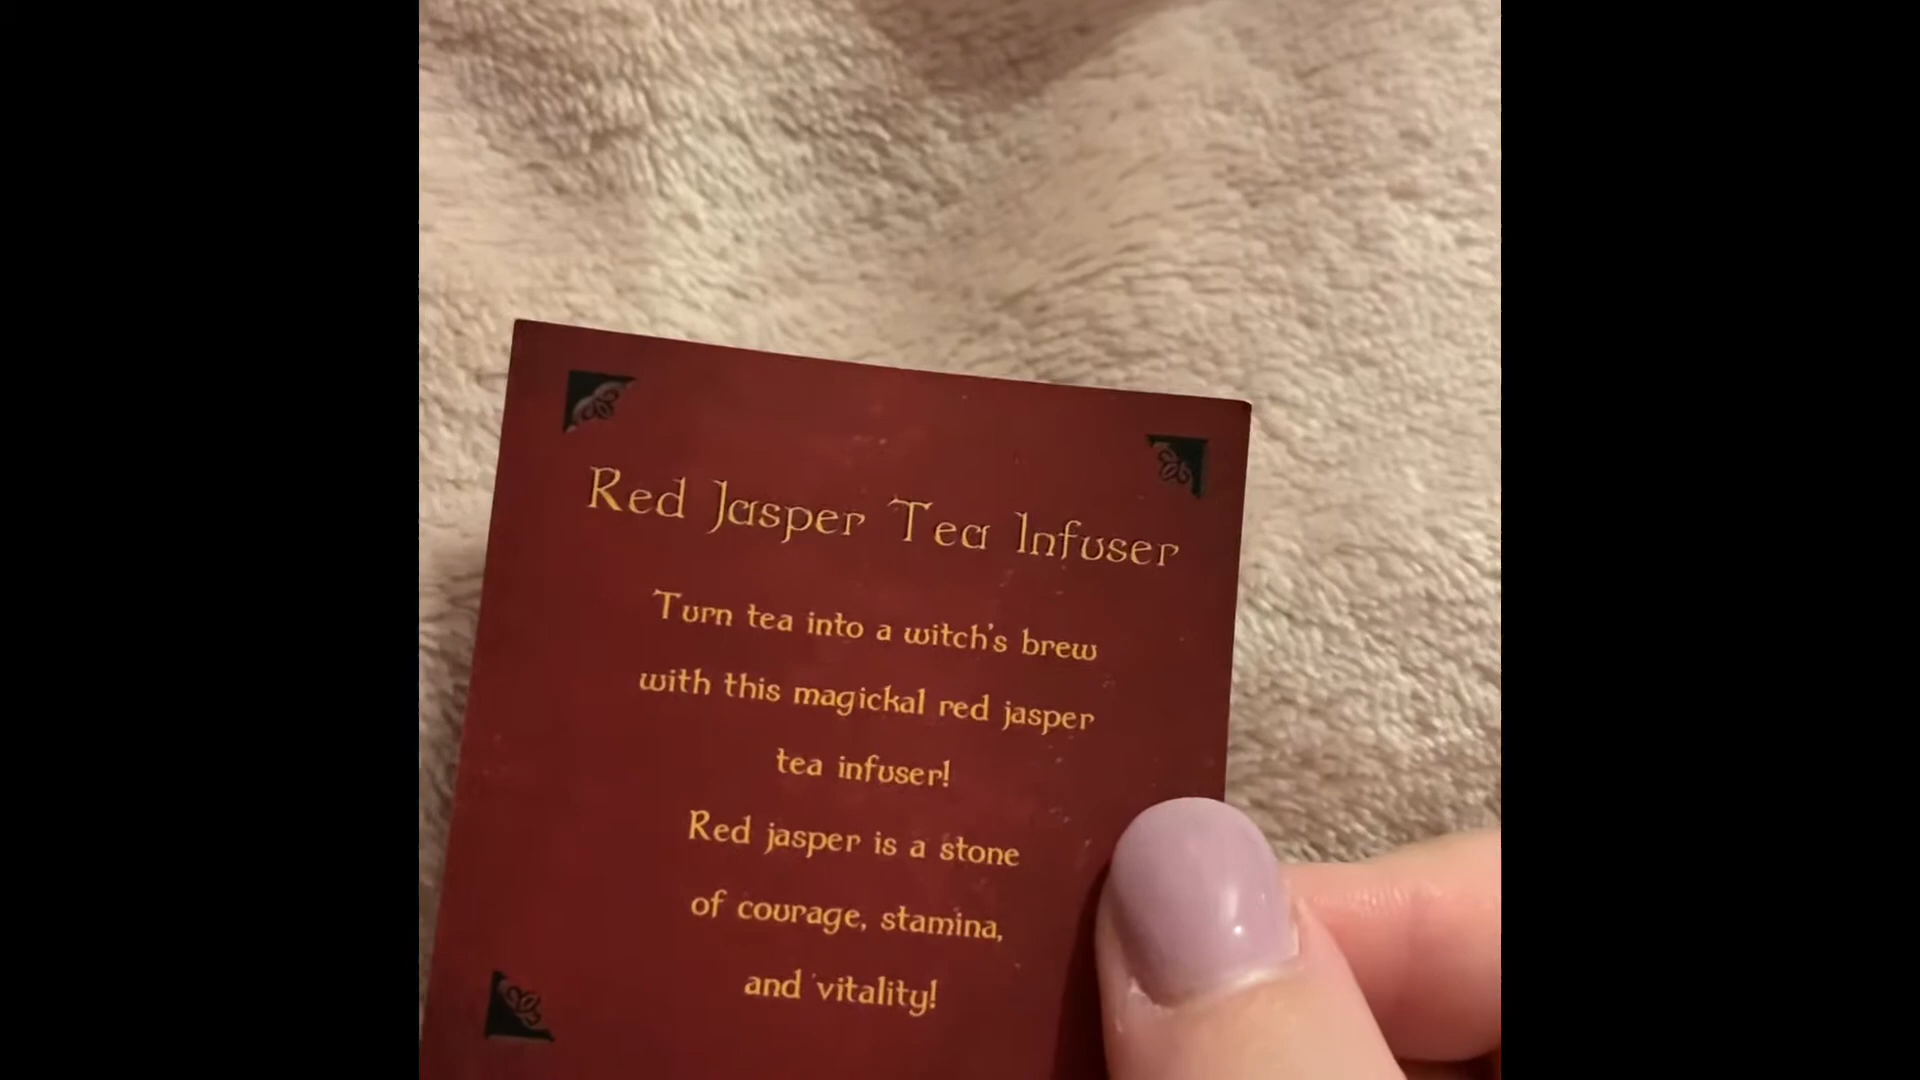 Red Jasper Tea Infuser
Turn tea into a witch's brew
with this magickal red jasper
tea infuser!
Red jasper is a stone
of courage, stamina,
and vitality!